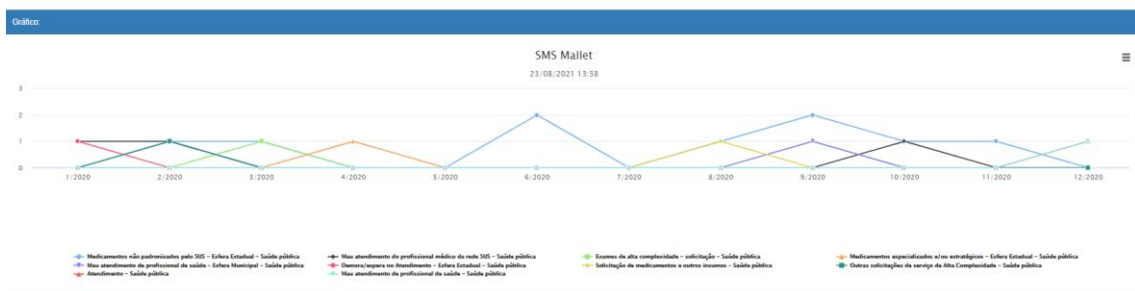 Gráfico:
SMS Mallet
23/08/2021 13:38
3
2
1
0
1/2020 2/2020 3/2020 4/2020 5/2020 6/2020 7/2020 8/2020 9/2020 10/2020 11/2020 12/2020
Medicamentos não padronizados pelo SUS – Esfera Estadual – Saúde pública Mau atendimento do profissional médico da rede SUS – Saúde pública Exames de alta complexidade – solicitação – Saúde pública Medicamentos especializados e/ou estratégicos – Esfera Estadual – Saúde pública
Mau atendimento de profissional de saúde – Esfera Municipal – Saúde pública Demora/espera no Atendimento – Esfera Estadual – Saúde pública Solicitação de medicamentos e outros insumos – Saúde pública Outras solicitações de serviço de Alta Complexidade – Saúde pública
Atendimento – Saúde pública Mau atendimento de profissional de saúde – Saúde pública